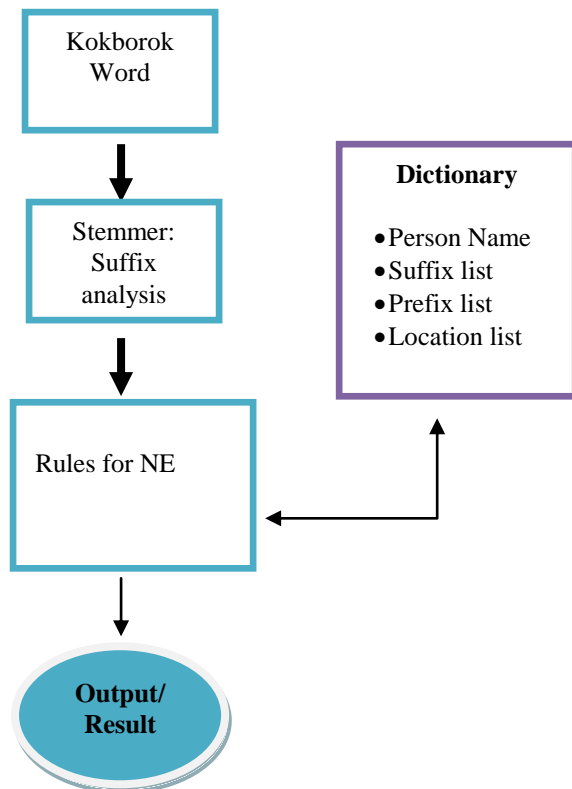 Kokborok
Word
Stemmer:
Suffix
analysis
Rules for NE
Output/
Result
Dictionary
•Person Name
•Suffix list
•Prefix list
•Location list